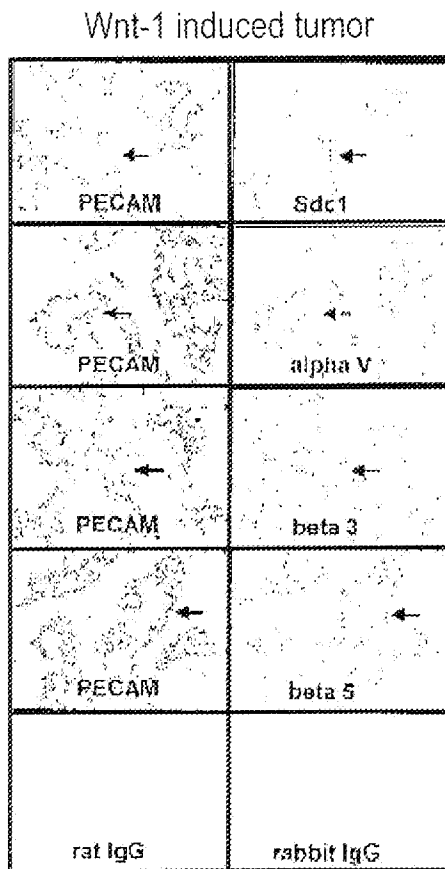 Wnt-1 induced tumor
PECAM
Sdc1
PECAM
alpha V
PECAM
beta 3
PECAM
beta 5
rat IgG
rabbit IgG